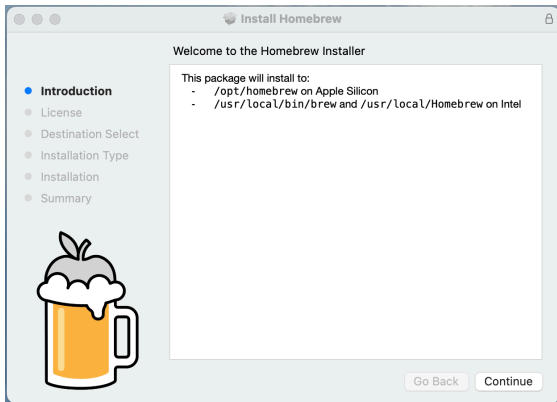 Install Homebrew
Welcome to the Homebrew Installer
Introduction
License
Destination Select
Installation Type
Installation
Summary
This package will install to:
- /opt/homebrew on Apple Silicon
- /usr/local/bin/brew and /usr/local/Homebrew on Intel
Go Back
Continue